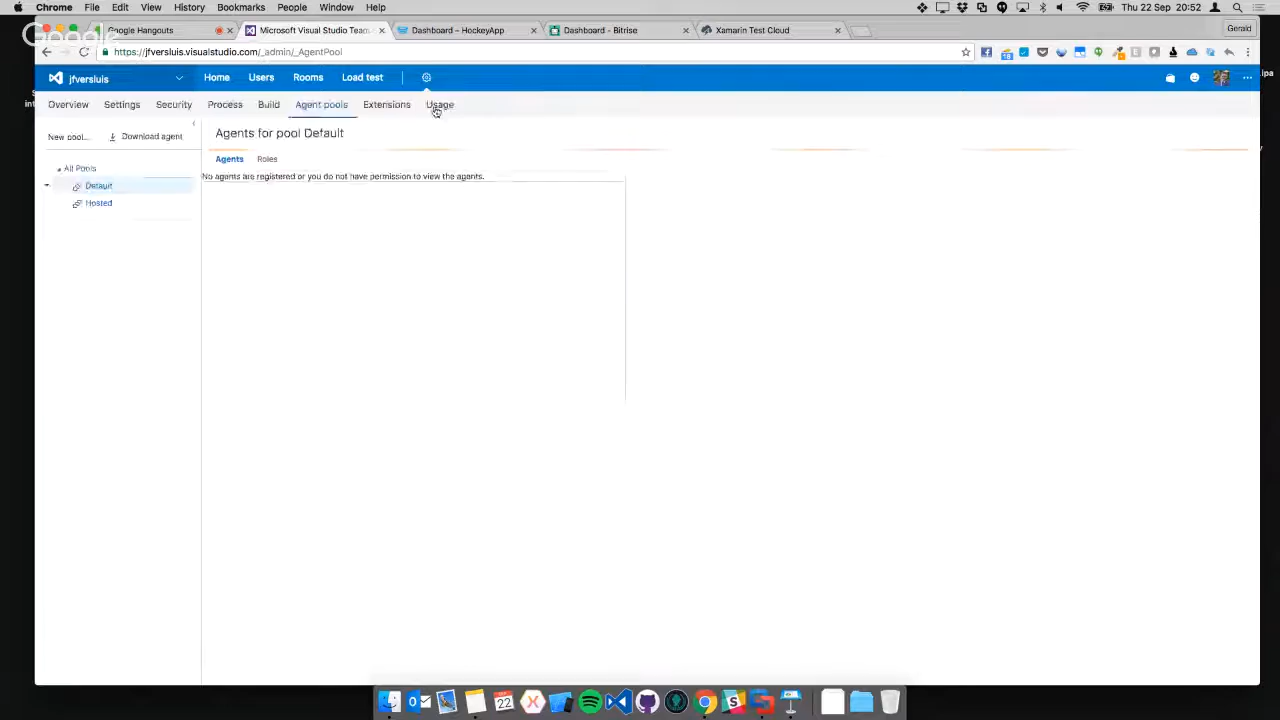 Chrome File Edit View History Bookmarks People Window Help Thu 22 Sep 20:52
Google Hangouts Microsoft Visual Studio Team Dashboard – HockeyApp Dashboard - Bitrise Xamarin Test Cloud Gerald
Google
https://jfversluis.visualstudio.com/_admin/_AgentPool
jfversluis Home Users Rooms Load test
Overview Settings Security Process Build Agent pools Extensions Usage
New pool... Download agent Agents for pool Default
Agents Roles
All Pools No agents are registered or you do not have permission to view the agents.
Default
Hosted
22